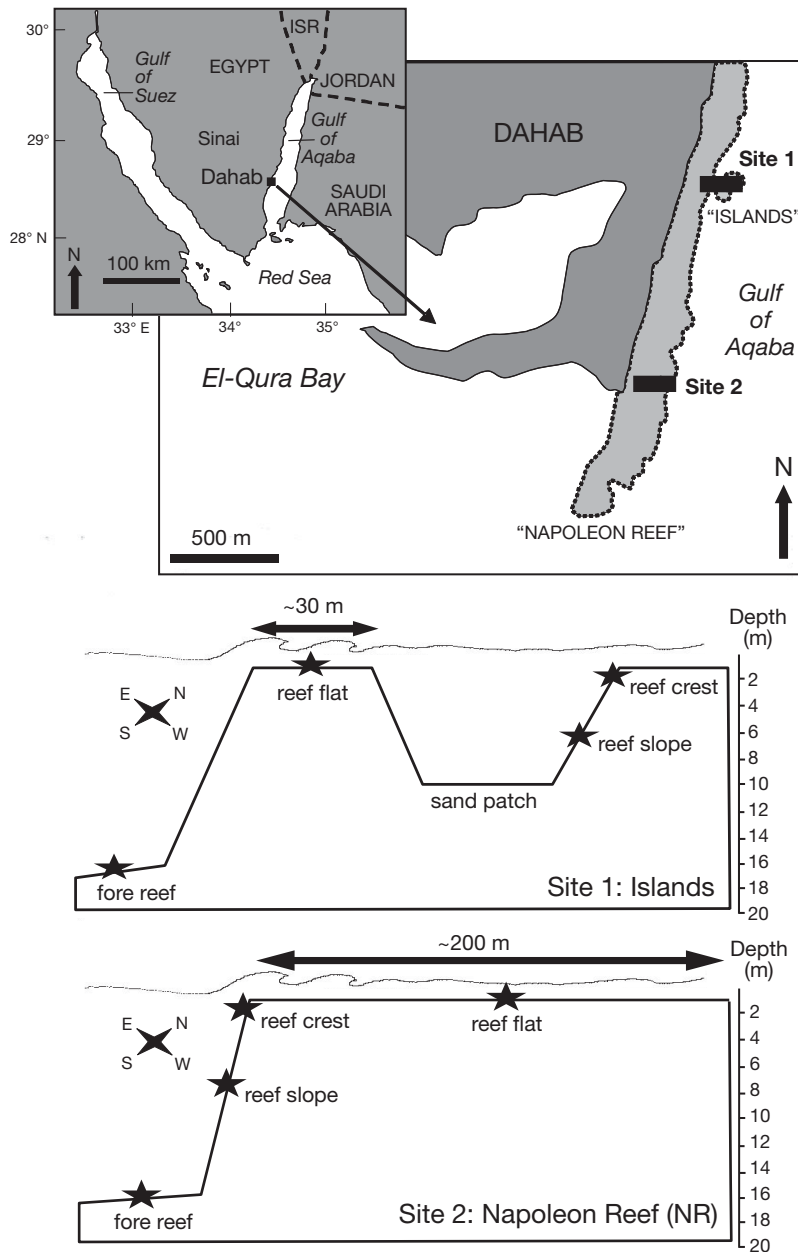 30°
29°
28° N
33° E
34°
35°
Gulf
of
Suez
EGYPT
ISR
JORDAN
Sinai
Gulf
of
Aqaba
Dahab
SAUDI
ARABIA
N
100 km
Red Sea
DAHAB
Site 1
“ISLANDS”
Gulf
of
Aqaba
El-Qura Bay
Site 2
N
“NAPOLEON REEF”
500 m
~30 m
Depth
(m)
E N
S W
reef flat
reef crest
reef slope
sand patch
fore reef
2
4
6
8
10
12
14
16
18
20
Site 1: Islands
~200 m
Depth
(m)
E N
S W
reef crest
reef flat
reef slope
fore reef
2
4
6
8
10
12
14
16
18
20
Site 2: Napoleon Reef (NR)